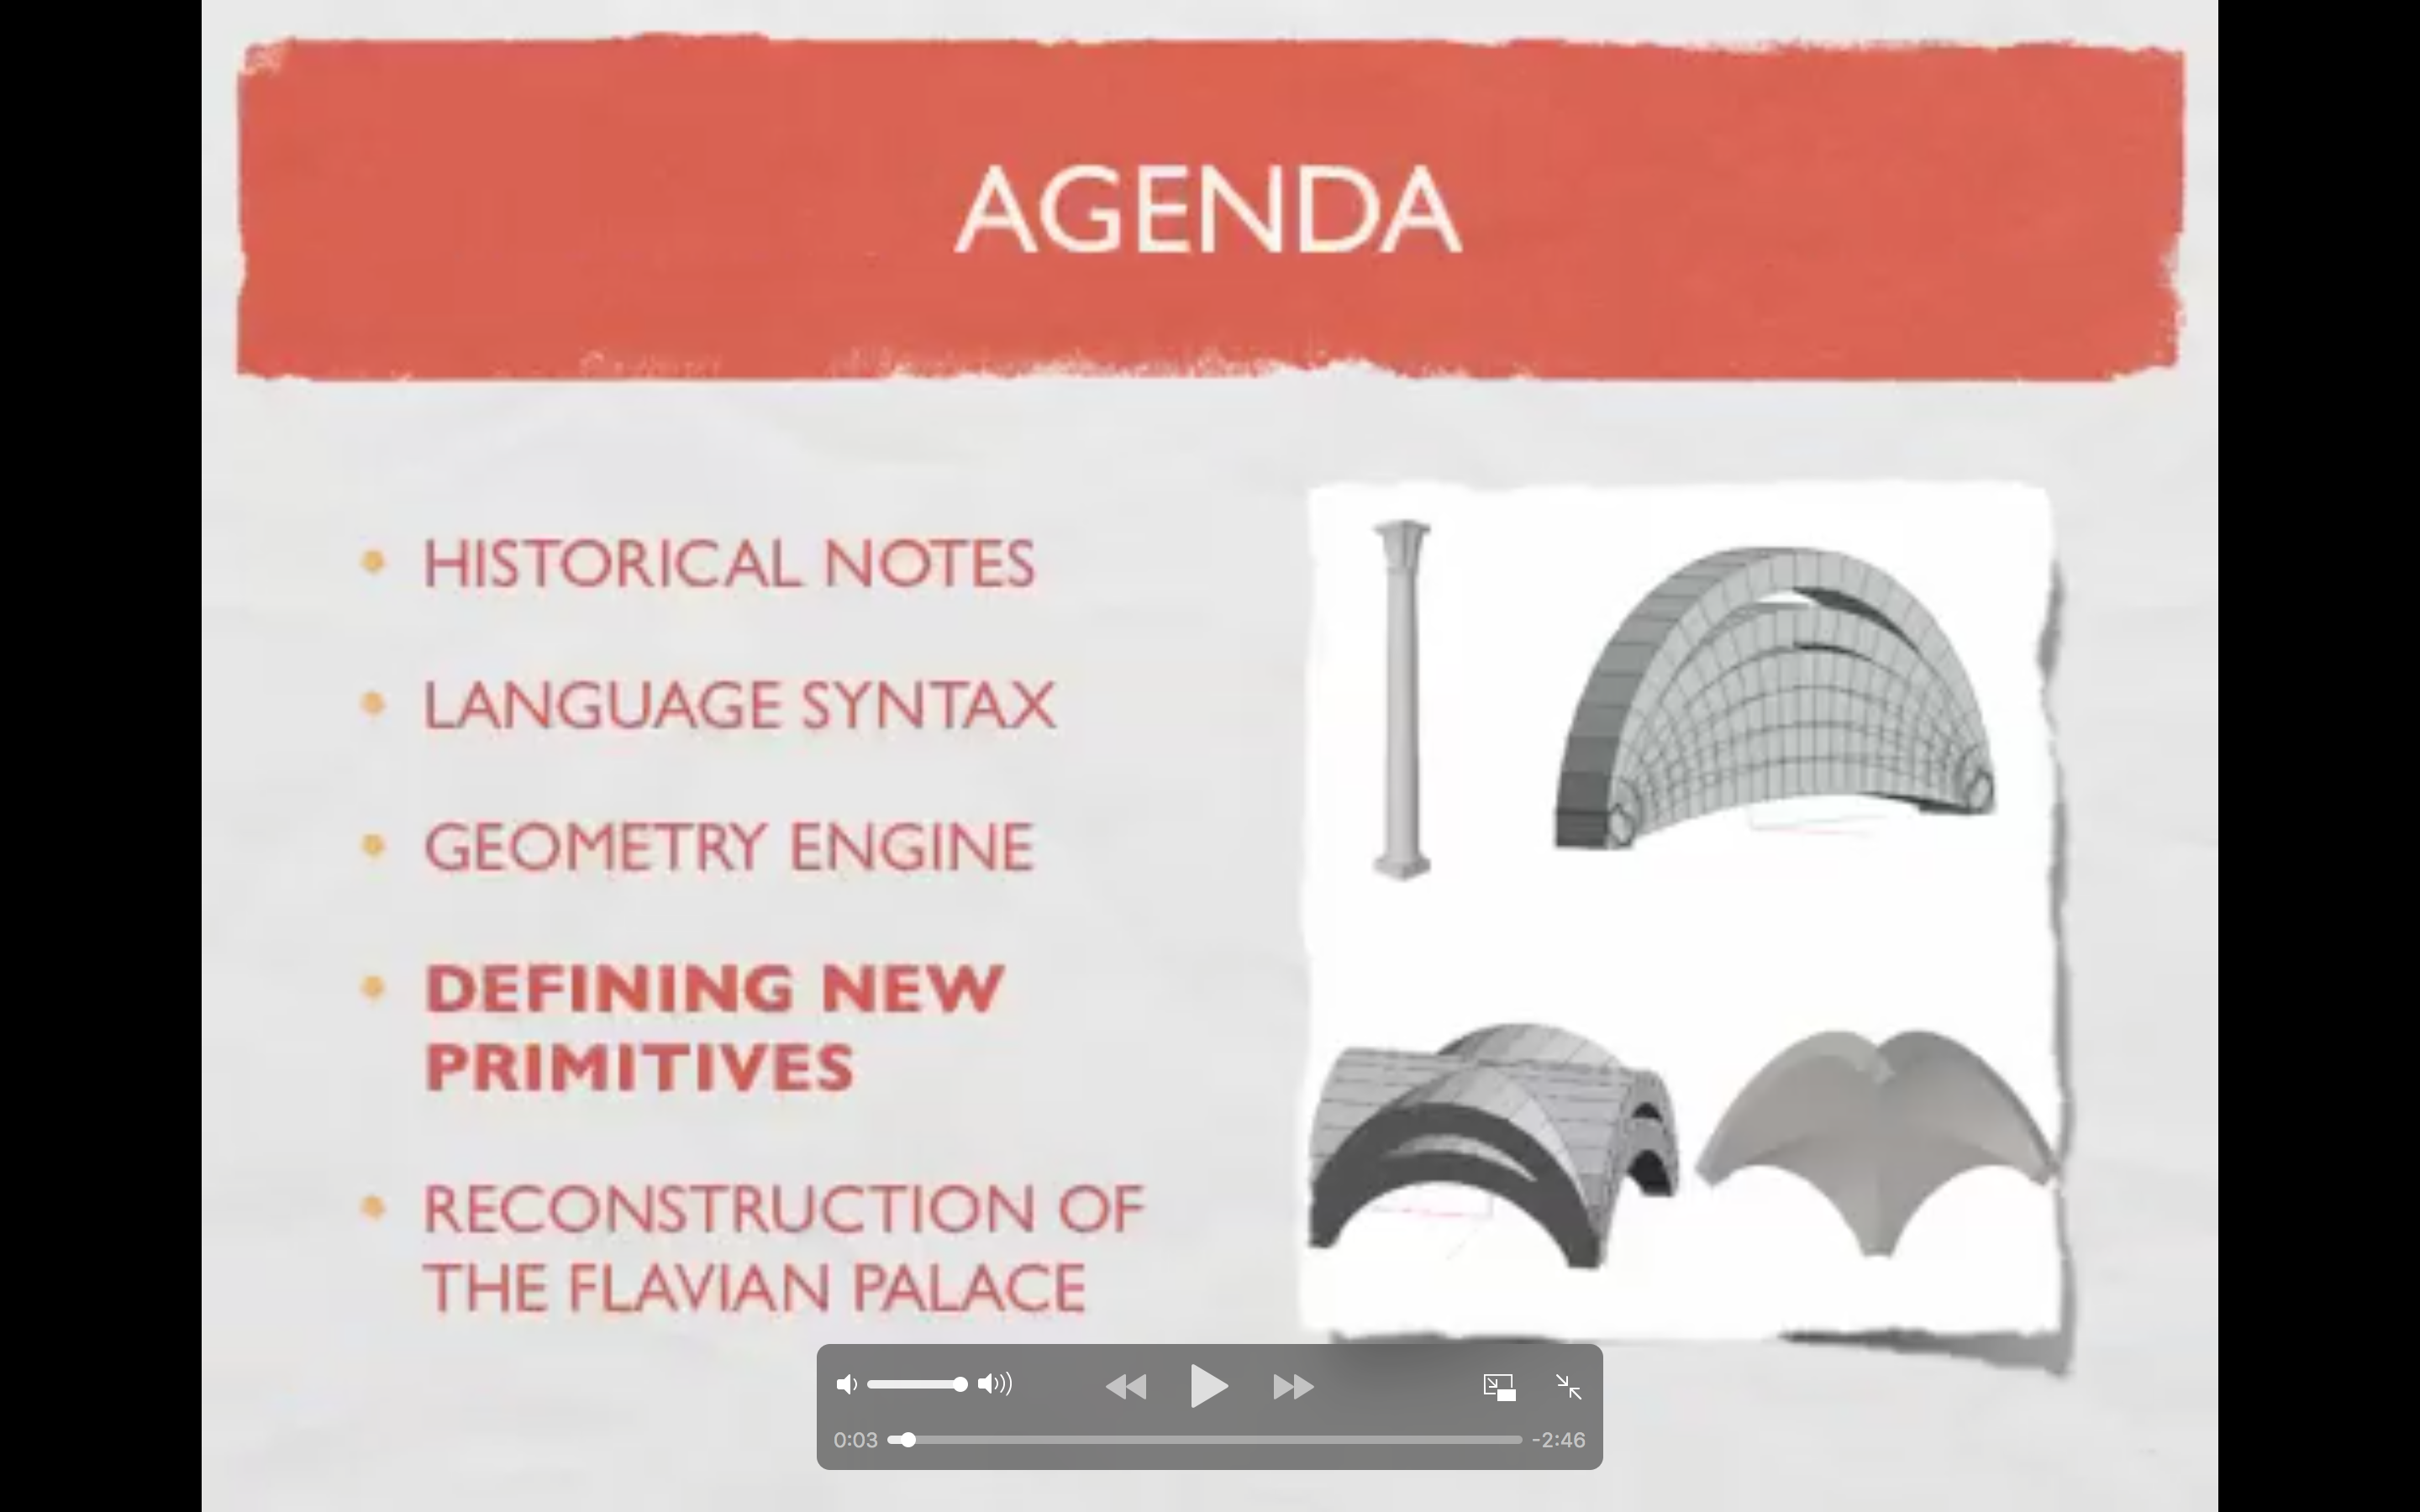 AGENDA
HISTORICAL NOTES
LANGUAGE SYNTAX
GEOMETRY ENGINE
DEFINING NEW
PRIMITIVES
RECONSTRUCTION OF
THE FLAVIAN PALACE
0:03
-2:46